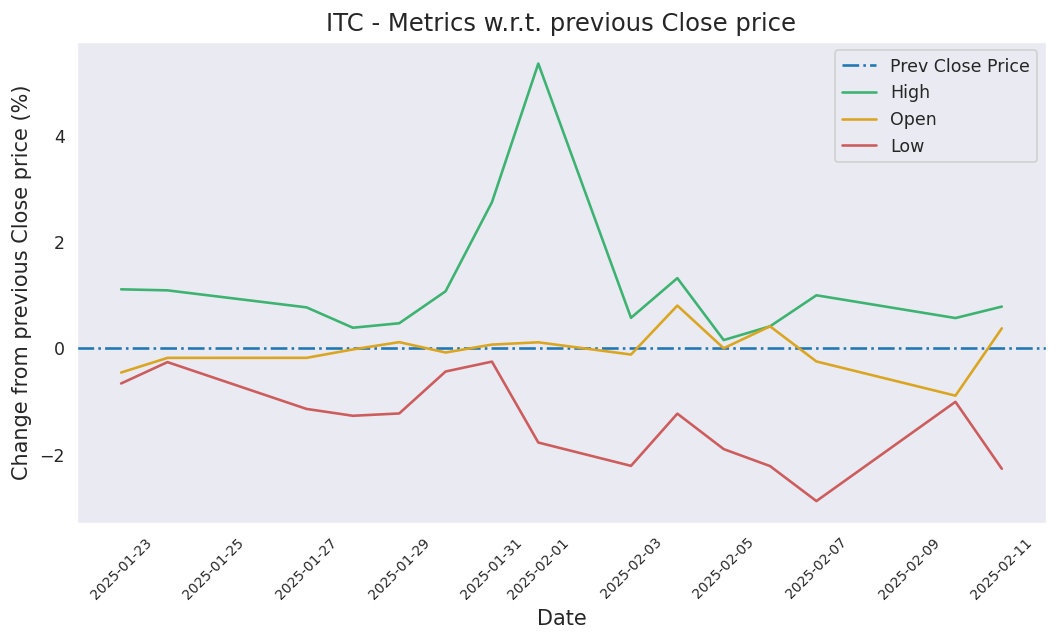 ITC - Metrics w.r.t. previous Close price
Change from previous Close price (%)
4
2
0
−2
Prev Close Price
High
Open
Low
2025-01-23
2025-01-25
2025-01-27
2025-01-29
2025-01-31
2025-02-01
2025-02-03
2025-02-05
2025-02-07
2025-02-09
2025-02-11
Date